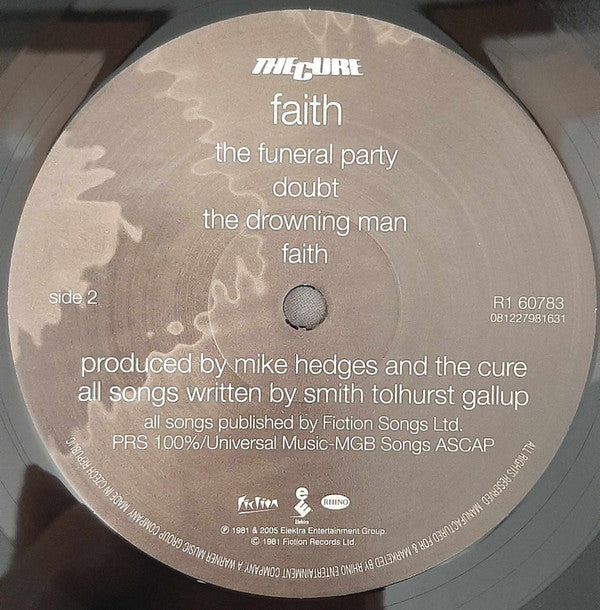 THE CURE
faith
the funeral party
doubt
the drowning man
faith
side 2
R1 60783
081227981631
produced by mike hedges and the cure
all songs written by smith tolhurst gallup
all songs published by Fiction Songs Ltd.
PRS 100%/Universal Music-MGB Songs ASCAP
Fiction
e
Elektra
RHINO
℗ 1981 & 2005 Elektra Entertainment Group.
© 1981 Fiction Records Ltd.
ALL RIGHTS RESERVED. MANUFACTURED FOR & MARKETED BY RHINO ENTERTAINMENT COMPANY, A WARNER MUSIC GROUP COMPANY. MADE IN CZECH REPUBLIC